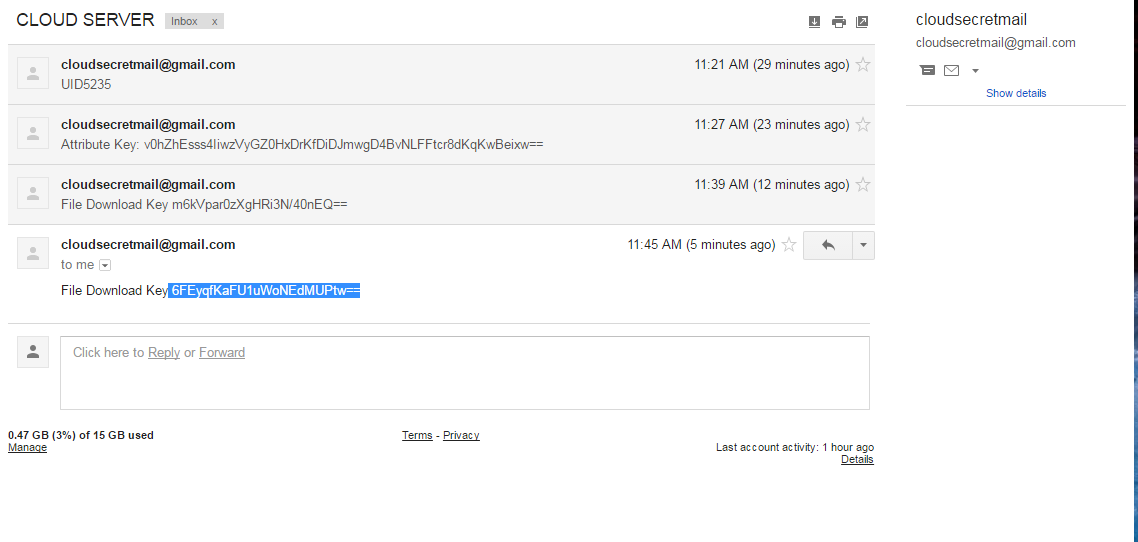 CLOUD SERVER Inbox x
cloudsecretmail@gmail.com 11:21 AM (29 minutes ago)
UID5235
cloudsecretmail@gmail.com 11:27 AM (23 minutes ago)
Attribute Key: v0hZhEsss4IiwzVyGZ0HxDrKfDiDJmwgD4BvNLFFtcr8dKqKwBeixw==
cloudsecretmail@gmail.com 11:39 AM (12 minutes ago)
File Download Key m6kVpar0zXgHRi3N/40nEQ==
cloudsecretmail@gmail.com 11:45 AM (5 minutes ago)
to me
File Download Key 6FEyqfKaFU1uWoNEdMUPtw==
Click here to Reply or Forward
0.47 GB (3%) of 15 GB used
Manage
Terms - Privacy
Last account activity: 1 hour ago
Details
cloudsecretmail
cloudsecretmail@gmail.com
Show details